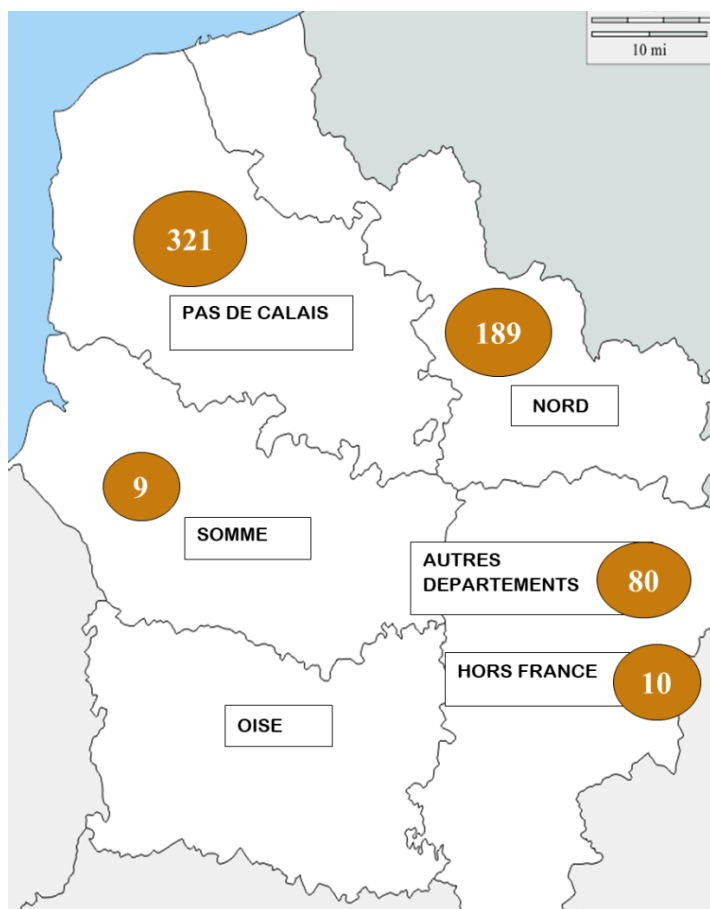 10 mi
321
PAS DE CALAIS
189
NORD
9
SOMME
AUTRES
DEPARTEMENTS
80
HORS FRANCE
10
OISE